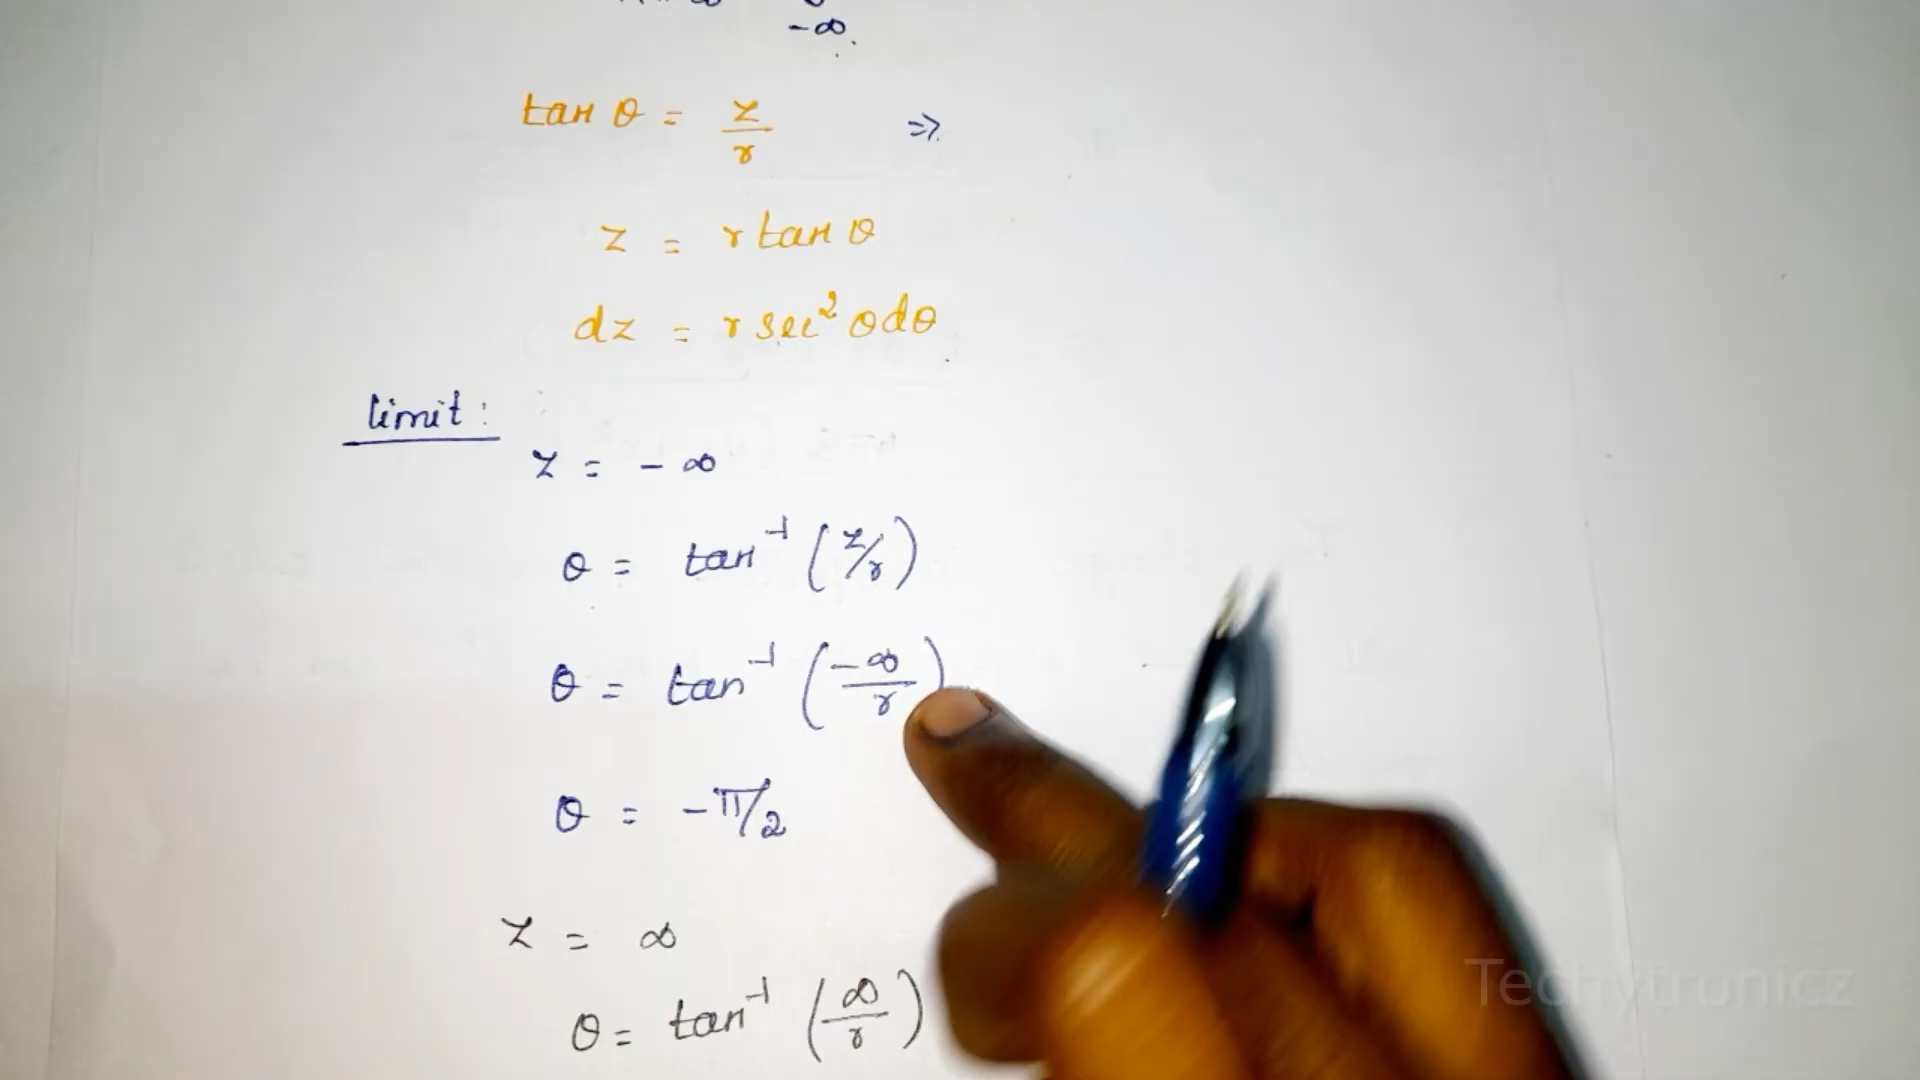 -∞
tan θ = z/r ⇒
z = r tan θ
dz = r sec² θ dθ
limit:
z = - ∞
θ = tan⁻¹ (z/r)
θ = tan⁻¹ (-∞/r)
θ = -π/2
z = ∞
θ = tan⁻¹ (∞/r)
Techytronicz